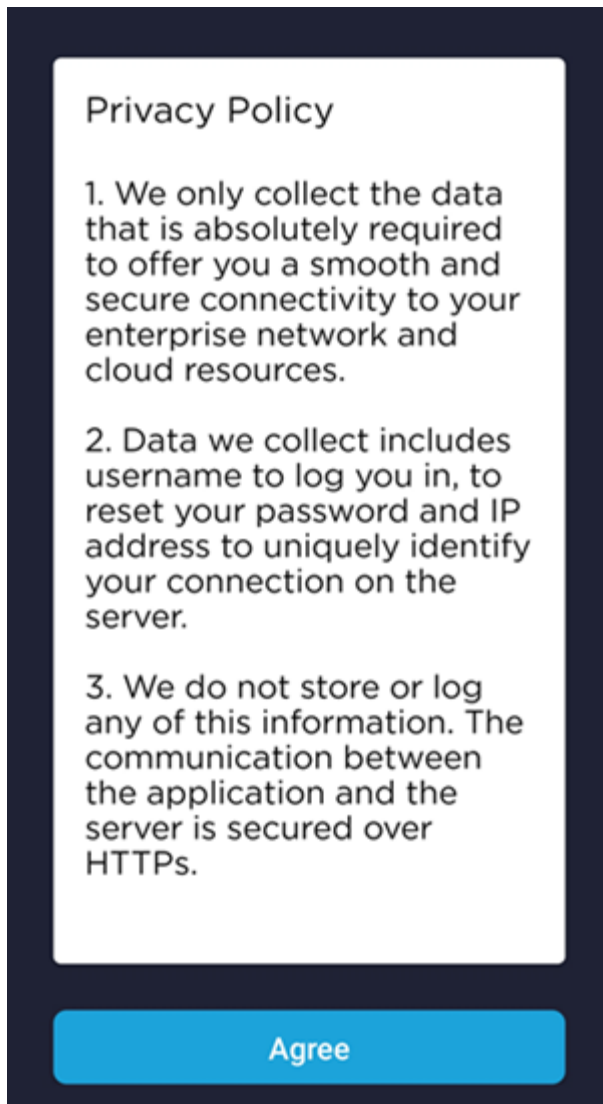 Privacy Policy
1. We only collect the data
that is absolutely required
to offer you a smooth and
secure connectivity to your
enterprise network and
cloud resources.
2. Data we collect includes
username to log you in, to
reset your password and IP
address to uniquely identify
your connection on the
server.
3. We do not store or log
any of this information. The
communication between
the application and the
server is secured over
HTTPs.
Agree